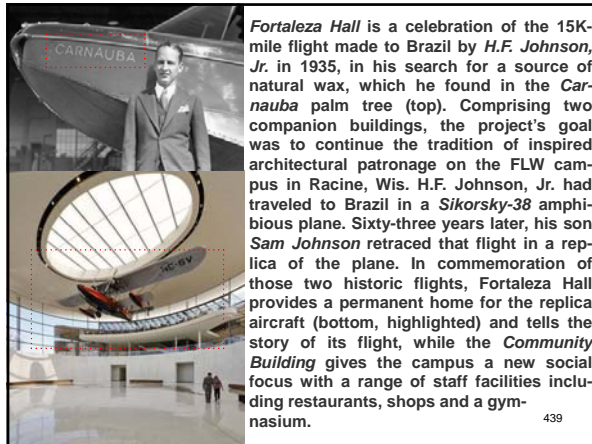 CARNAUBA
NC-6V
Fortaleza Hall is a celebration of the 15K-
mile flight made to Brazil by H.F. Johnson,
Jr. in 1935, in his search for a source of
natural wax, which he found in the Car-
nauba palm tree (top). Comprising two
companion buildings, the project’s goal
was to continue the tradition of inspired
architectural patronage on the FLW cam-
pus in Racine, Wis. H.F. Johnson, Jr. had
traveled to Brazil in a Sikorsky-38 amphi-
bious plane. Sixty-three years later, his son
Sam Johnson retraced that flight in a rep-
lica of the plane. In commemoration of
those two historic flights, Fortaleza Hall
provides a permanent home for the replica
aircraft (bottom, highlighted) and tells the
story of its flight, while the Community
Building gives the campus a new social
focus with a range of staff facilities inclu-
ding restaurants, shops and a gym-
nasium.
439